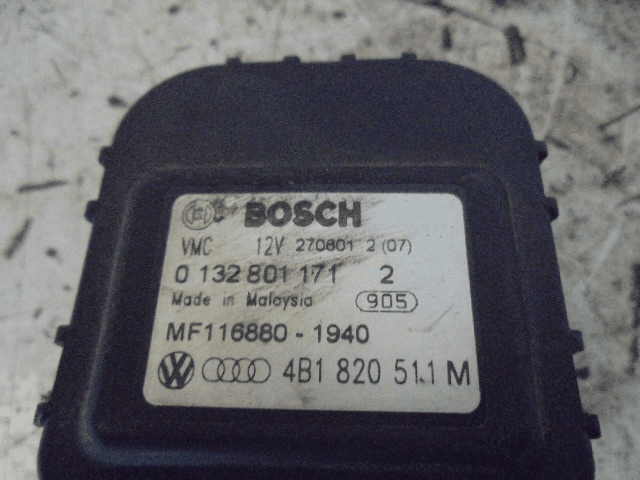 BOSCH
VMC 12V 270601 2 (07)
0 132 801 171 2
Made in Malaysia 905
MF116880 - 1940
4B1 820 511 M